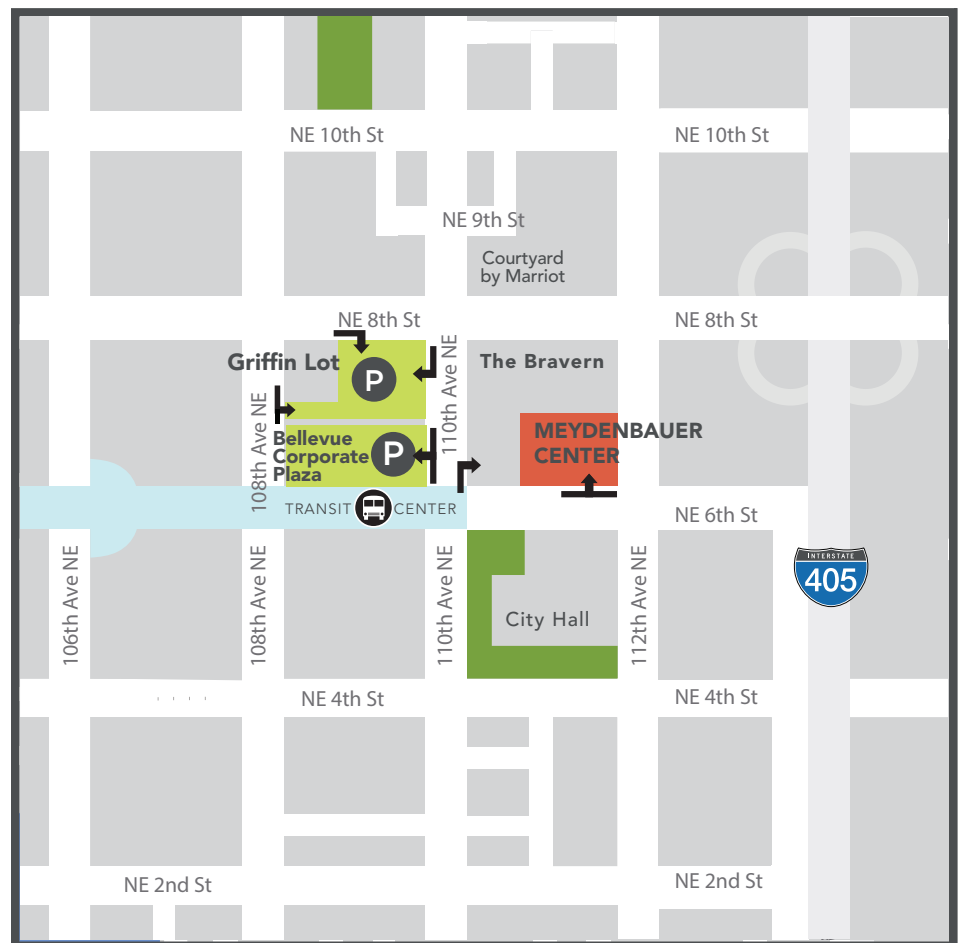 NE 10th St
NE 10th St
NE 9th St
Courtyard
by Marriot
NE 8th St
NE 8th St
Griffin Lot
P
110th Ave NE
The Bravern
108th Ave NE
Bellevue
Corporate
Plaza
P
MEYDENBAUER
CENTER
TRANSIT CENTER
NE 6th St
106th Ave NE
108th Ave NE
110th Ave NE
112th Ave NE
INTERSTATE
405
City Hall
NE 4th St
NE 4th St
NE 2nd St
NE 2nd St